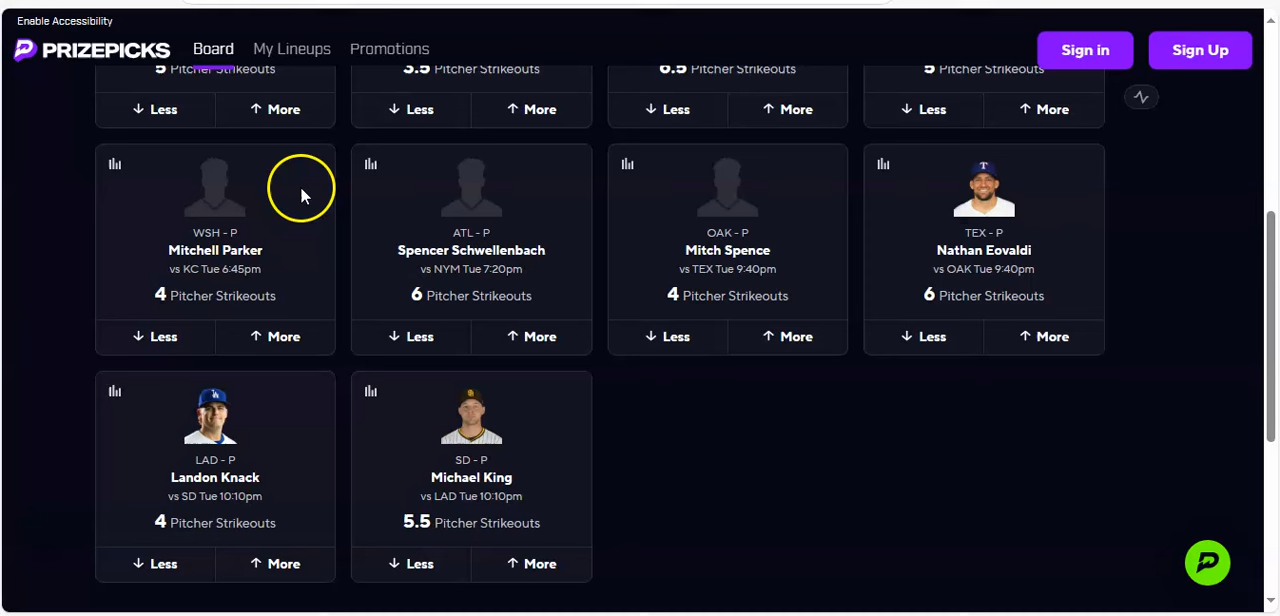 Enable Accessibility
PRIZEPICKS Board My Lineups Promotions Sign in Sign Up
5 Pitcher Strikeouts 3.5 Pitcher Strikeouts 6.5 Pitcher Strikeouts 5 Pitcher Strikeouts
Less More Less More Less More Less More
WSH - P ATL - P OAK - P TEX - P
Mitchell Parker Spencer Schwellenbach Mitch Spence Nathan Eovaldi
vs KC Tue 6:45pm vs NYM Tue 7:20pm vs TEX Tue 9:40pm vs OAK Tue 9:40pm
4 Pitcher Strikeouts 6 Pitcher Strikeouts 4 Pitcher Strikeouts 6 Pitcher Strikeouts
Less More Less More Less More Less More
LAD - P SD - P
Landon Knack Michael King
vs SD Tue 10:10pm vs LAD Tue 10:10pm
4 Pitcher Strikeouts 5.5 Pitcher Strikeouts
Less More Less More